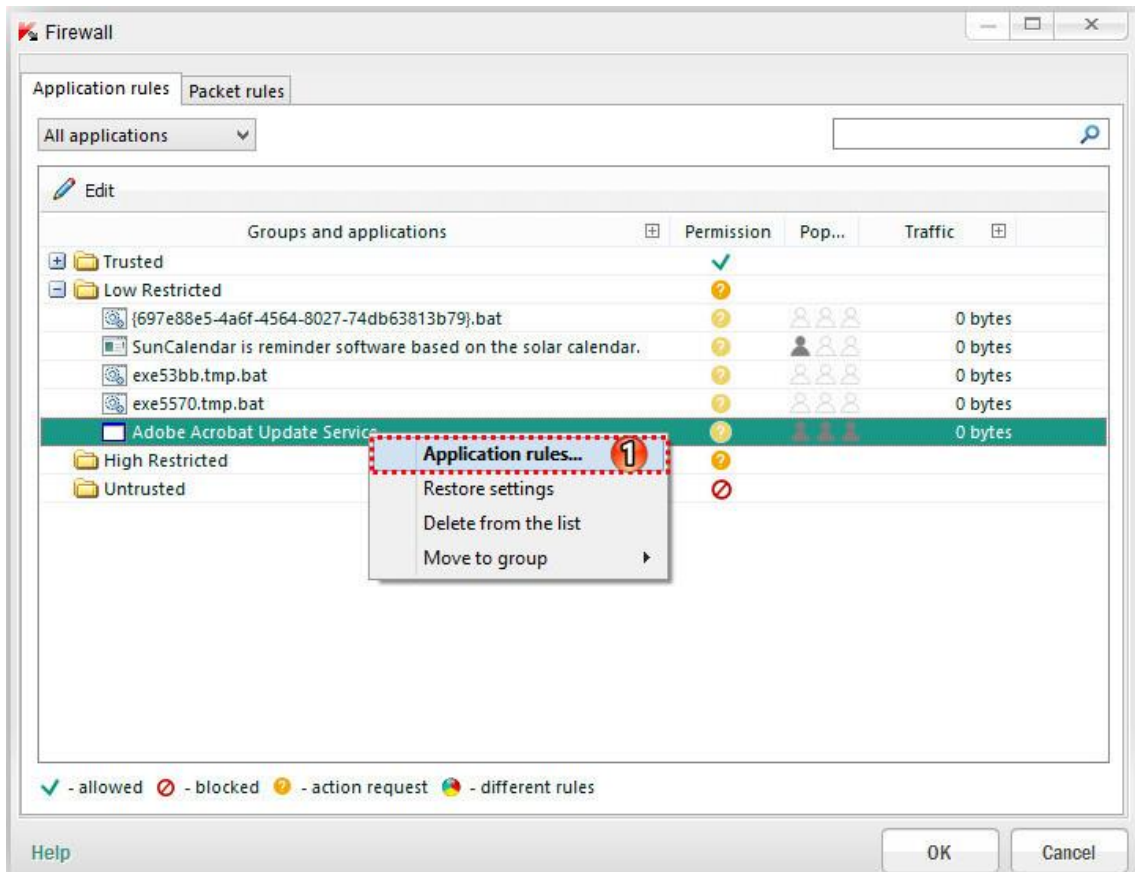 Firewall
Application rules Packet rules
All applications
Edit
Groups and applications Permission Pop... Traffic
Trusted
Low Restricted
{697e88e5-4a6f-4564-8027-74db63813b79}.bat 0 bytes
SunCalendar is reminder software based on the solar calendar. 0 bytes
exe53bb.tmp.bat 0 bytes
exe5570.tmp.bat 0 bytes
Adobe Acrobat Update Service 0 bytes
Application rules... 1
High Restricted
Restore settings
Untrusted
Delete from the list
Move to group
- allowed - blocked - action request - different rules
Help OK Cancel